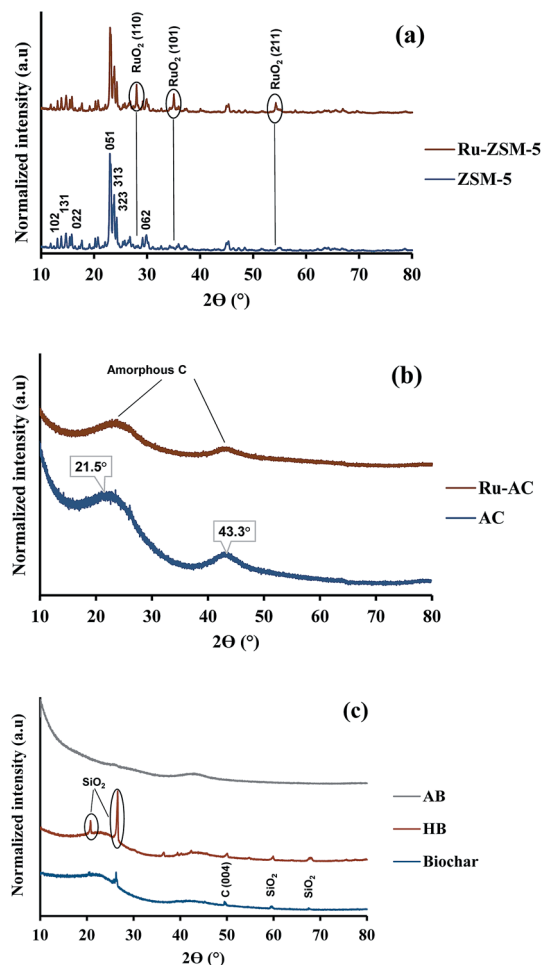 (a)
Normalized intensity (a.u)
RuO2 (110)
RuO2 (101)
RuO2 (211)
051
102
131
022
313
323
062
Ru-ZSM-5
ZSM-5
10 20 30 40 50 60 70 80
2Θ (°)
(b)
Normalized intensity (a.u)
Amorphous C
21.5°
43.3°
Ru-AC
AC
10 20 30 40 50 60 70 80
2Θ (°)
(c)
Normalized intensity (a.u)
SiO2
C (004)
SiO2
SiO2
AB
HB
Biochar
10 20 30 40 50 60 70 80
2Θ (°)